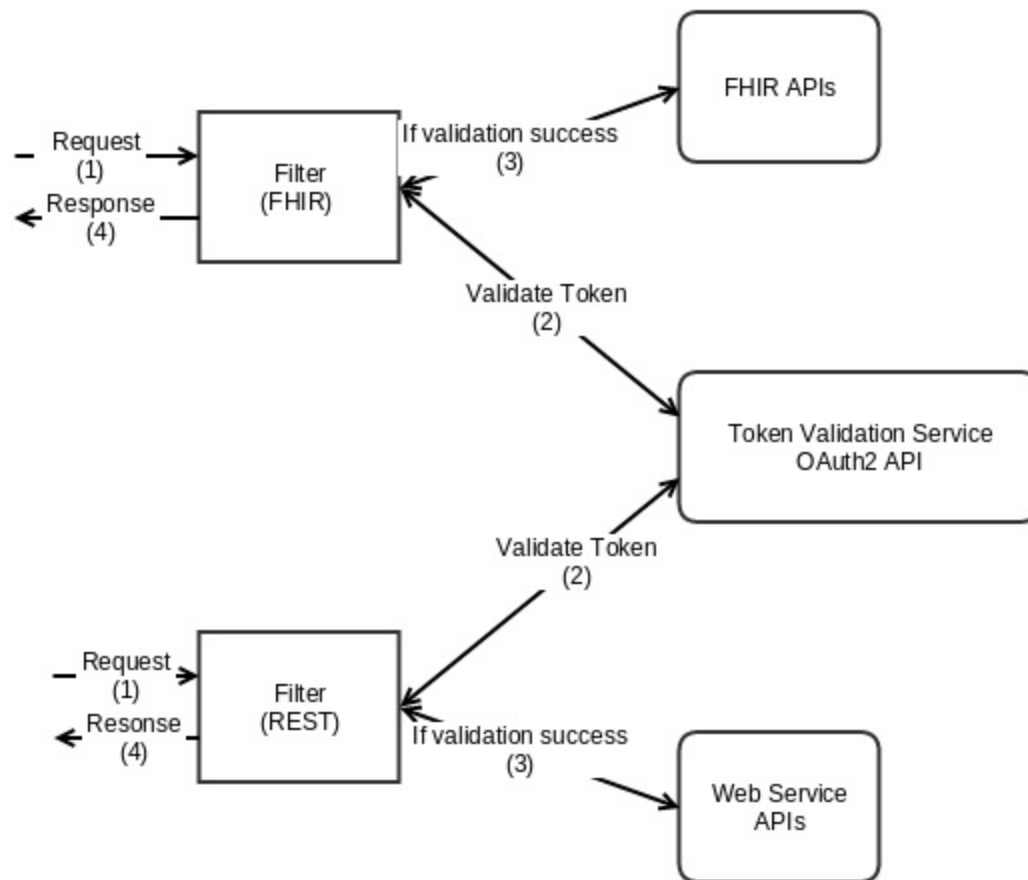 FHIR APIs
Request
(1)
If validation success
(3)
Filter
(FHIR)
Response
(4)
Validate Token
(2)
Token Validation Service
OAuth2 API
Validate Token
(2)
Request
(1)
Filter
(REST)
Resonse
(4)
If validation success
(3)
Web Service
APIs